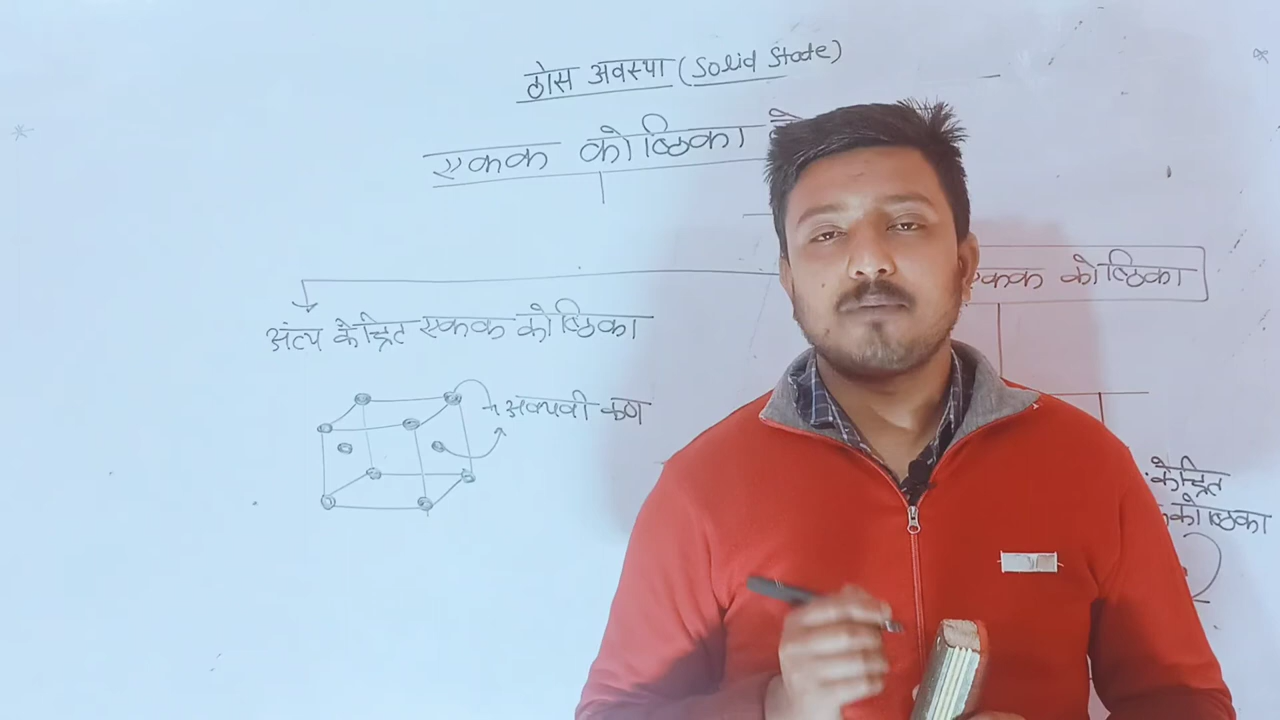 ठोस अवस्था (Solid State)
एकक कोष्ठिका
एकक कोष्ठिका
अंत्य केन्द्रित एकक कोष्ठिका
अवयवी कण
केन्द्रित
कोष्ठिका